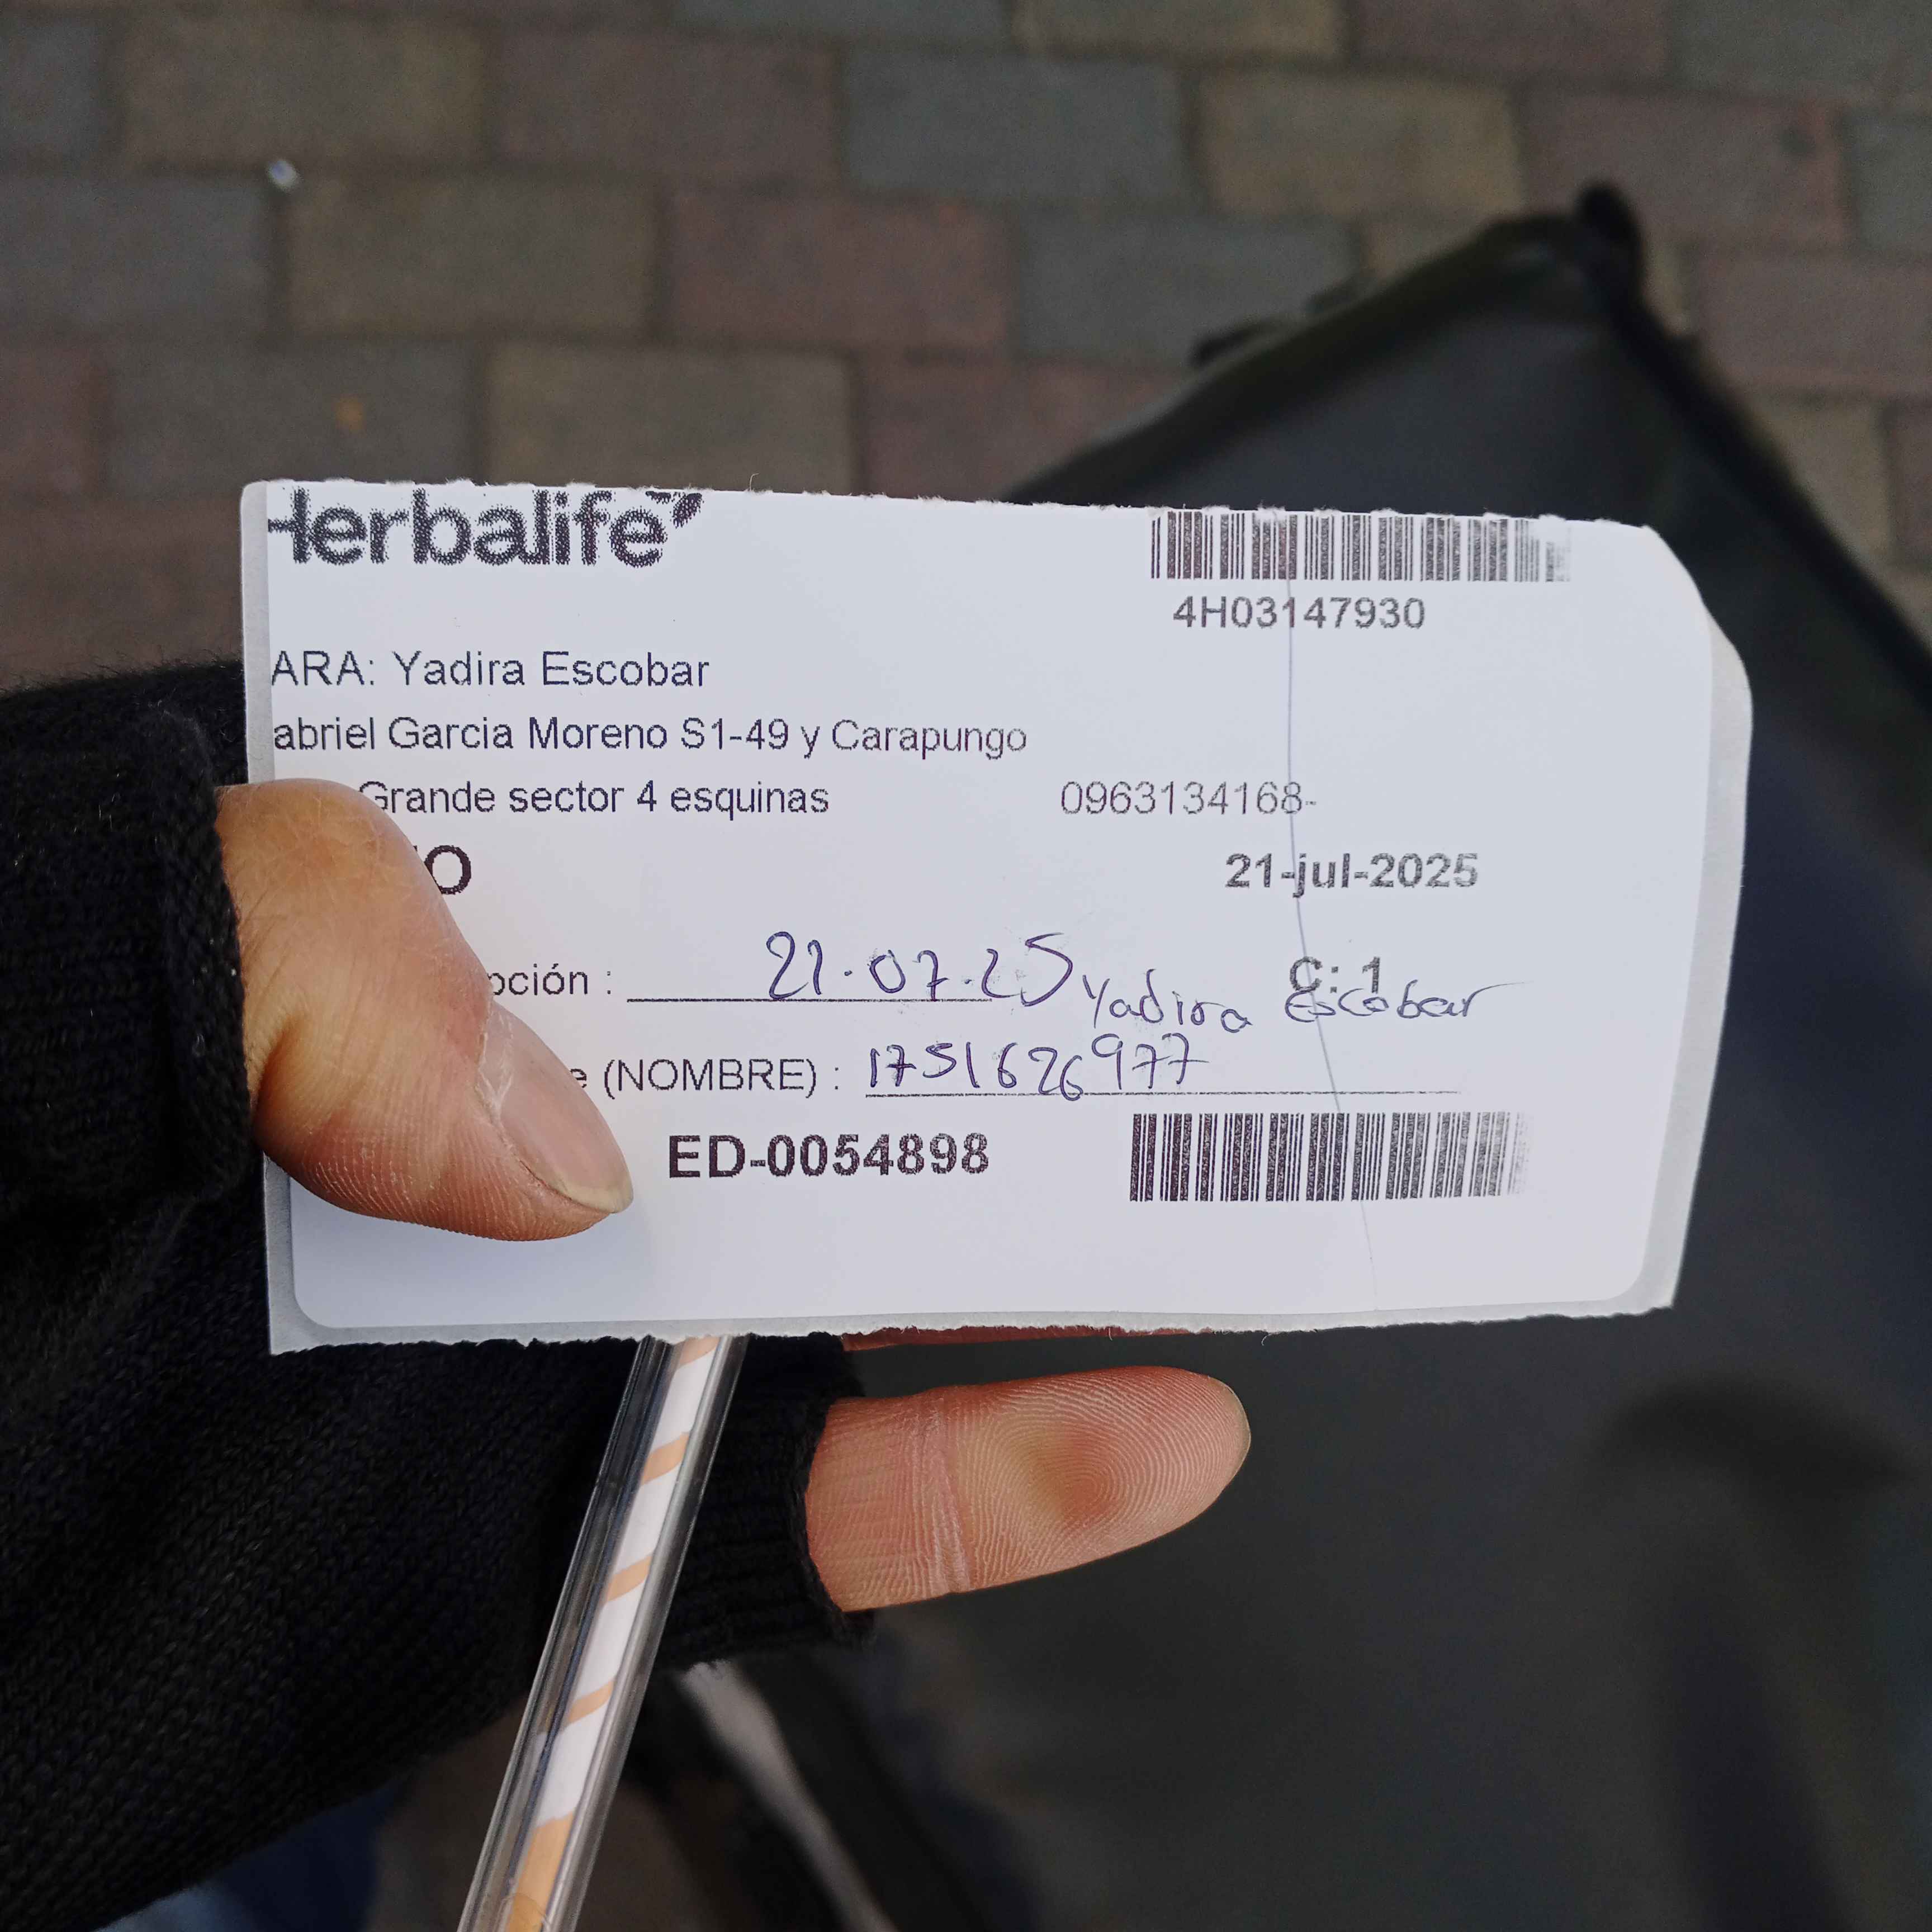 Herbalife
4H03147930
ARA: Yadira Escobar
abriel Garcia Moreno S1-49 y Carapungo
Grande sector 4 esquinas 0963134168-
O 21-jul-2025
pción : 21.07.25 C: 1
Yadira Escobar
e (NOMBRE) : 1751626977
ED-0054898